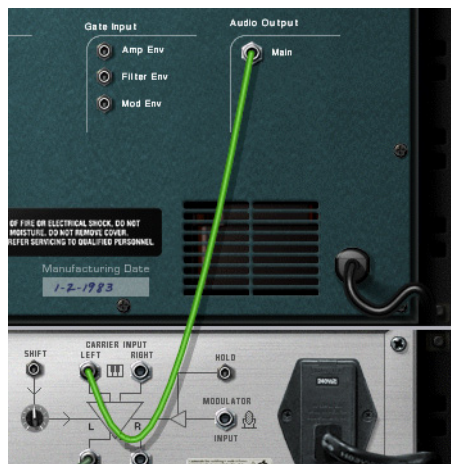 Gate Input
Audio Output
Amp Env
Main
Filter Env
Mod Env
OF FIRE OR ELECTRICAL SHOCK, DO NOT
MOISTURE. DO NOT REMOVE COVER.
REFER SERVICING TO QUALIFIED PERSONNEL.
Manufacturing Date
1-2-1983
CARRIER INPUT
SHIFT
LEFT
RIGHT
HOLD
MODULATOR
L
R
INPUT